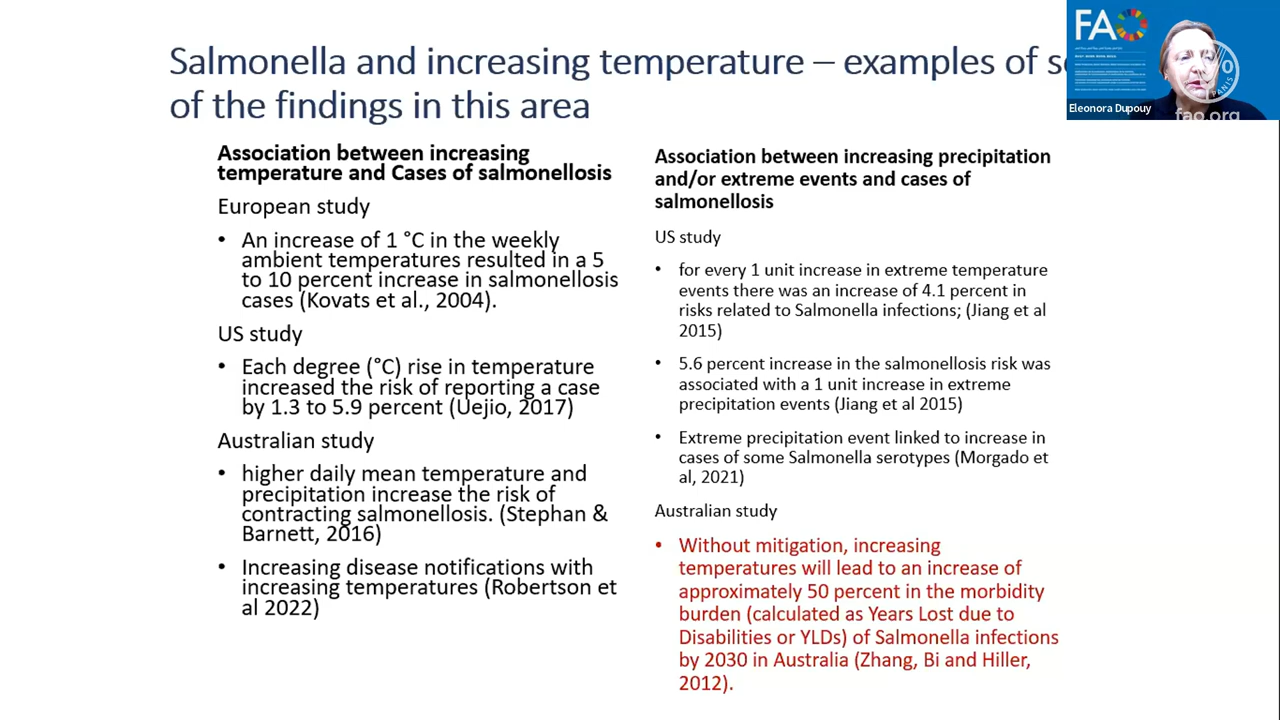 Salmonella and increasing temperature – examples of s
of the findings in this area
Association between increasing
temperature and Cases of salmonellosis
European study
• An increase of 1 °C in the weekly
ambient temperatures resulted in a 5
to 10 percent increase in salmonellosis
cases (Kovats et al., 2004).
US study
• Each degree (°C) rise in temperature
increased the risk of reporting a case
by 1.3 to 5.9 percent (Uejio, 2017)
Australian study
• higher daily mean temperature and
precipitation increase the risk of
contracting salmonellosis. (Stephan &
Barnett, 2016)
• Increasing disease notifications with
increasing temperatures (Robertson et
al 2022)
Association between increasing precipitation
and/or extreme events and cases of
salmonellosis
US study
• for every 1 unit increase in extreme temperature
events there was an increase of 4.1 percent in
risks related to Salmonella infections; (Jiang et al
2015)
• 5.6 percent increase in the salmonellosis risk was
associated with a 1 unit increase in extreme
precipitation events (Jiang et al 2015)
• Extreme precipitation event linked to increase in
cases of some Salmonella serotypes (Morgado et
al, 2021)
Australian study
• Without mitigation, increasing
temperatures will lead to an increase of
approximately 50 percent in the morbidity
burden (calculated as Years Lost due to
Disabilities or YLDs) of Salmonella infections
by 2030 in Australia (Zhang, Bi and Hiller,
2012).
FAO
PANIS
Eleonora Dupouy
fao.org